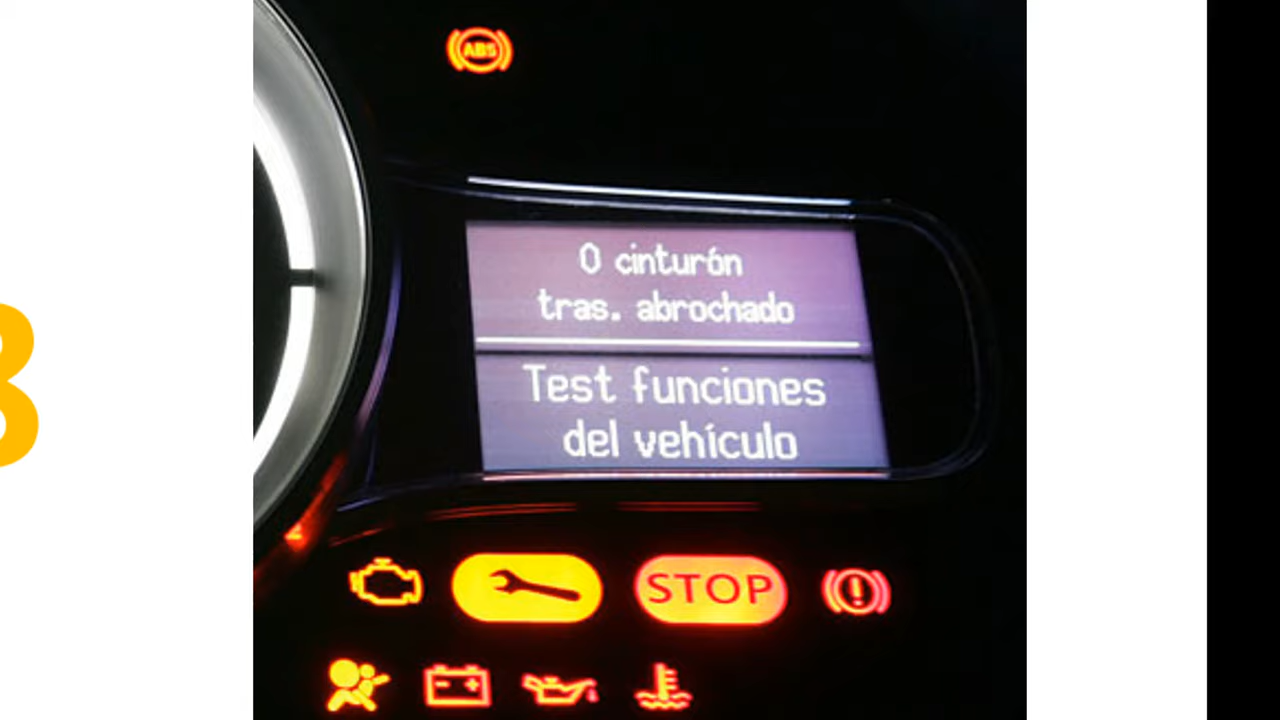 ABS
0 cinturón
tras. abrochado
Test funciones
del vehículo
STOP